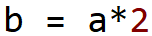 b = a*2